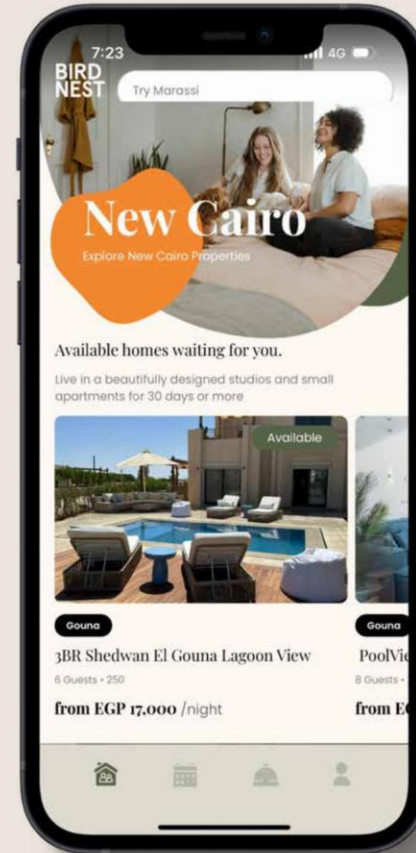 7:23
4G
BIRD
NEST
Try Marassi
New Cairo
Explore New Cairo Properties
Available homes waiting for you.
Live in a beautifully designed studios and small
apartments for 30 days or more
Available
Gouna
3BR Shedwan El Gouna Lagoon View
6 Guests • 250
from EGP 17,000 /night
Gouna
PoolVie
8 Guests •
from E